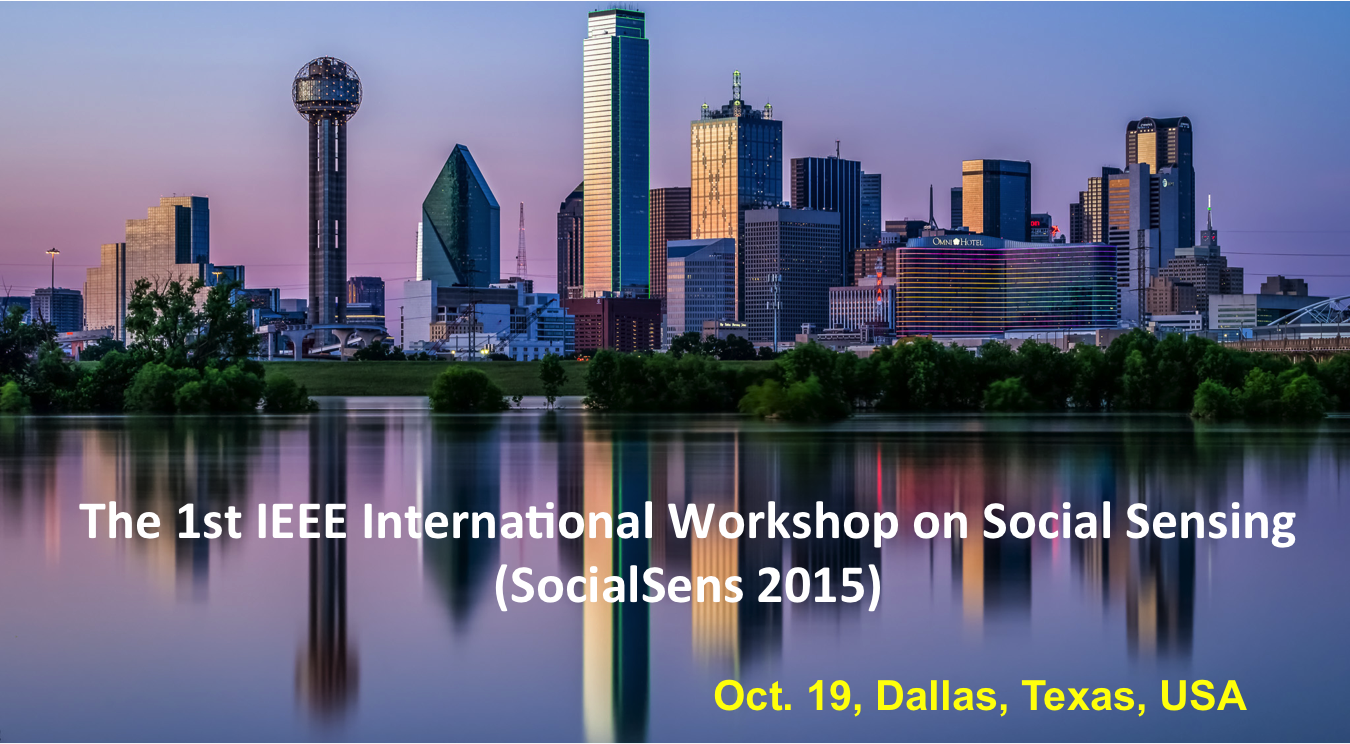 OMNI HOTEL
The 1st IEEE International Workshop on Social Sensing
(SocialSens 2015)
Oct. 19, Dallas, Texas, USA